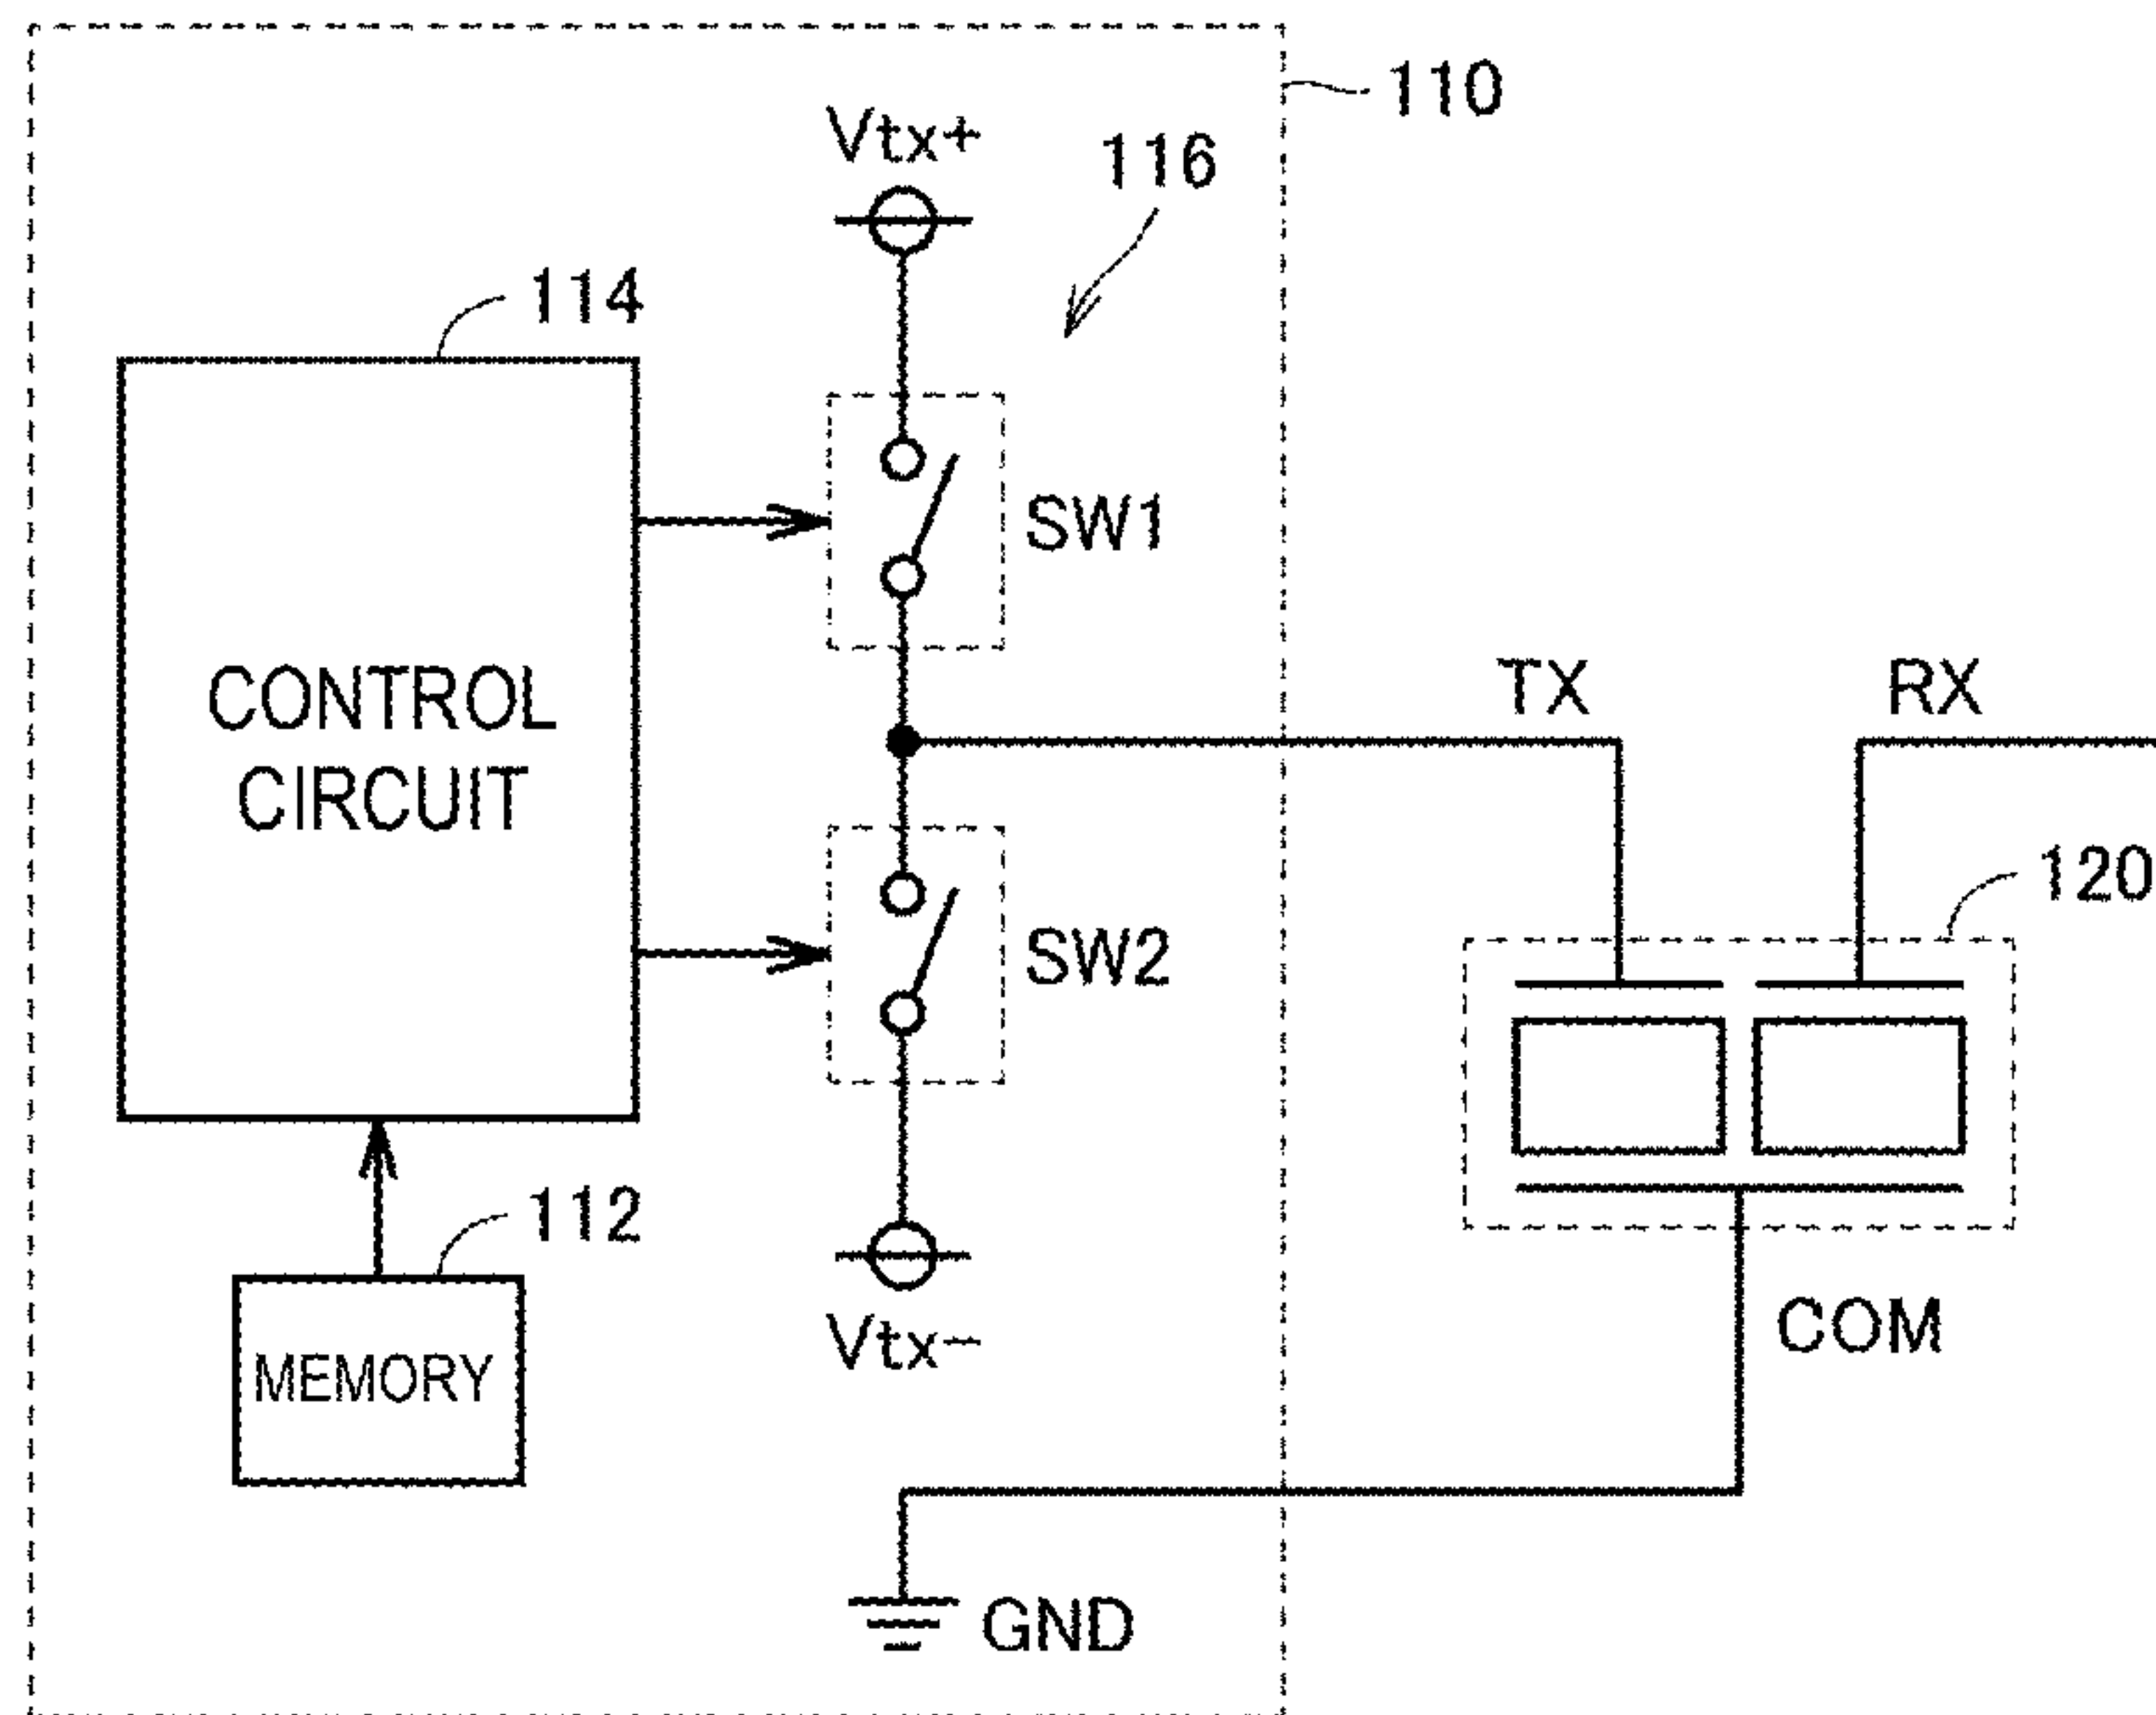 110
Vtx+
116
114
SW1
CONTROL
CIRCUIT
TX
RX
120
SW2
112
MEMORY
Vtx−
COM
GND